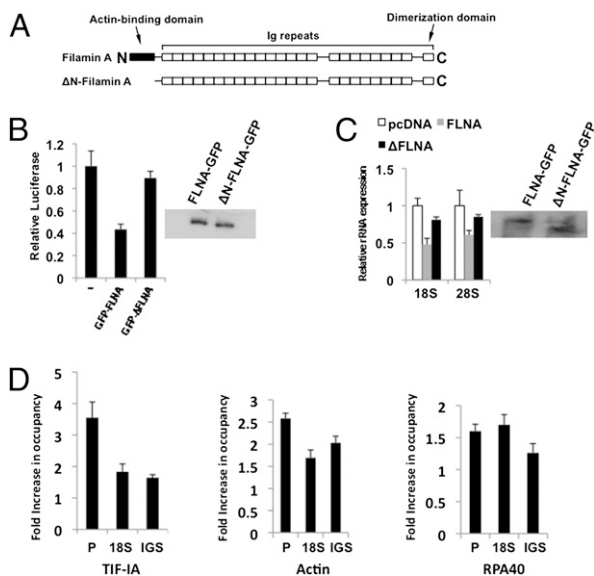 A
Actin-binding domain
Dimerization domain
Ig repeats
Filamin A N
C
ΔN-Filamin A
C
B
Relative Luciferase
1.2
1
0.8
0.6
0.4
0.2
0
-
GFP-FLNA
GFP-ΔFLNA
FLNA-GFP
ΔN-FLNA-GFP
C
pcDNA FLNA
ΔFLNA
Relative rRNA expression
1.5
1
0.5
0
18S 28S
FLNA-GFP
ΔN-FLNA-GFP
D
Fold Increase in occupancy
5
4
3
2
1
0
P 18S IGS
TIF-IA
Fold Increase in occupancy
3
2.5
2
1.5
1
0.5
0
P 18S IGS
Actin
Fold Increase in occupancy
2
1.5
1
0.5
0
P 18S IGS
RPA40